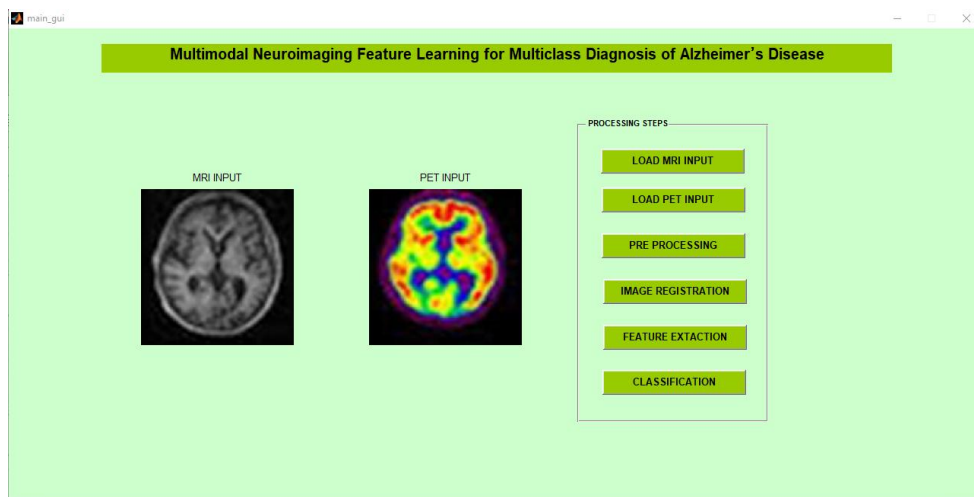 main_gui
Multimodal Neuroimaging Feature Learning for Multiclass Diagnosis of Alzheimer's Disease
MRI INPUT
PET INPUT
PROCESSING STEPS
LOAD MRI INPUT
LOAD PET INPUT
PRE PROCESSING
IMAGE REGISTRATION
FEATURE EXTACTION
CLASSIFICATION